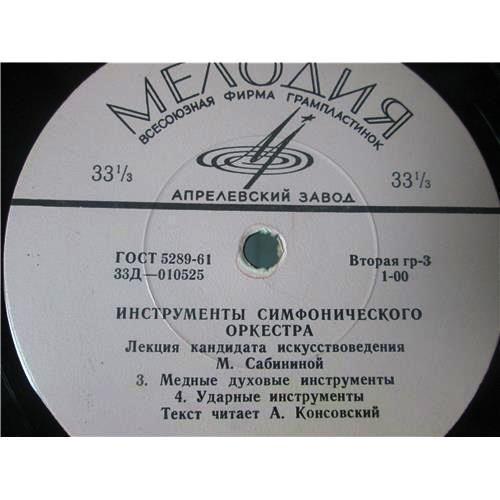 МЕЛОДИЯ
ВСЕСОЮЗНАЯ ФИРМА ГРАМПЛАСТИНОК
33⅓ 33⅓
АПРЕЛЕВСКИЙ ЗАВОД
ГОСТ 5289-61 Вторая гр-3
33Д—010525 1-00
ИНСТРУМЕНТЫ СИМФОНИЧЕСКОГО
ОРКЕСТРА
Лекция кандидата искусствоведения
М. Сабининой
3. Медные духовые инструменты
4. Ударные инструменты
Текст читает А. Консовский